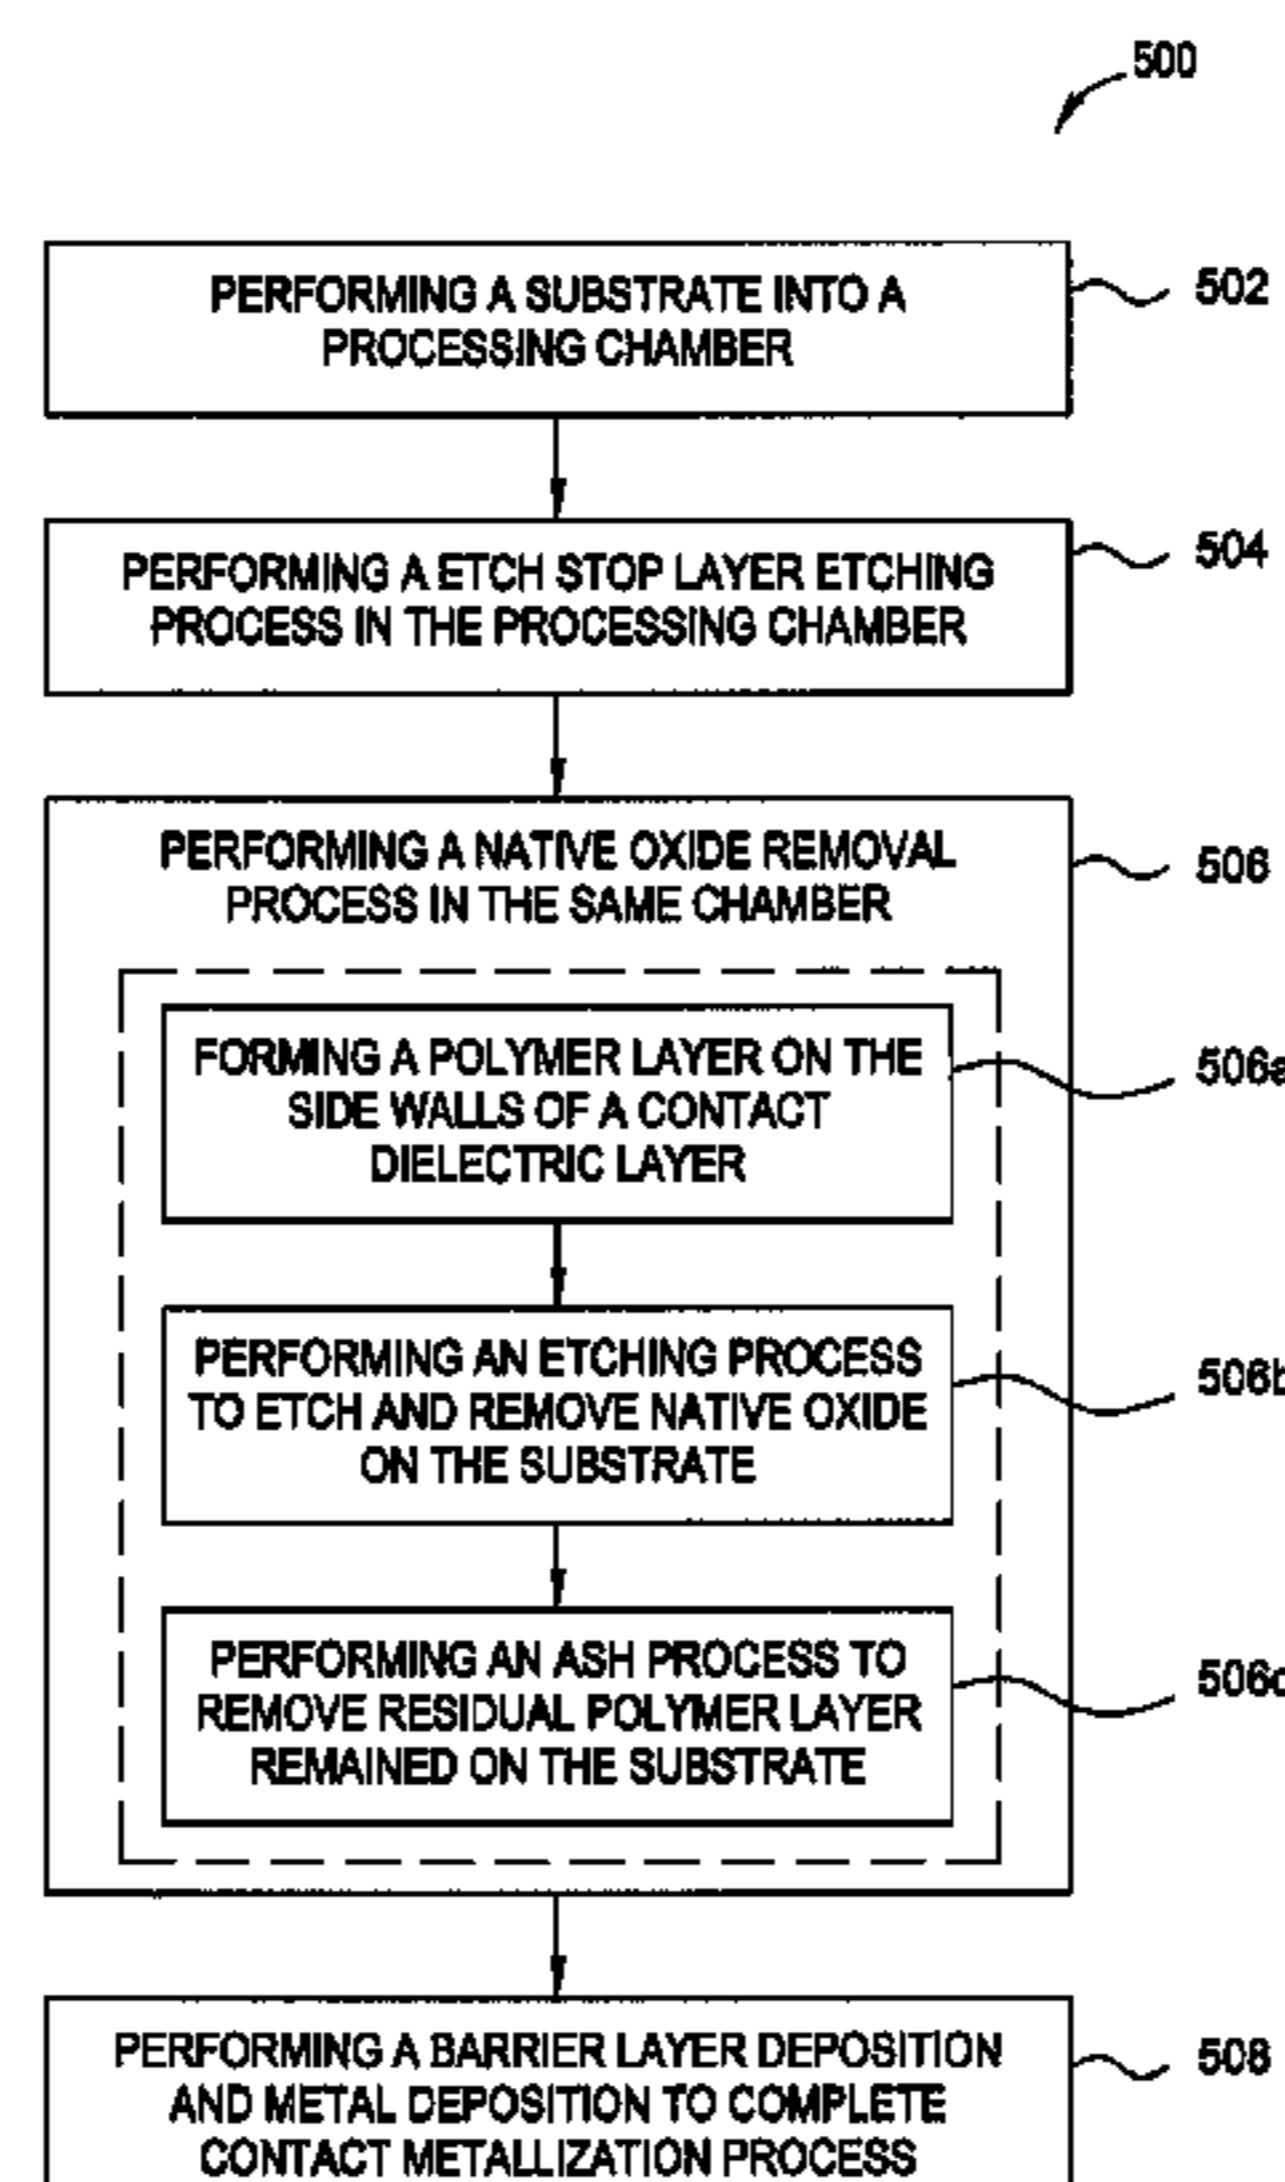 500
PERFORMING A SUBSTRATE INTO A
PROCESSING CHAMBER
502
PERFORMING A ETCH STOP LAYER ETCHING
PROCESS IN THE PROCESSING CHAMBER
504
PERFORMING A NATIVE OXIDE REMOVAL
PROCESS IN THE SAME CHAMBER
506
FORMING A POLYMER LAYER ON THE
SIDE WALLS OF A CONTACT
DIELECTRIC LAYER
506a
PERFORMING AN ETCHING PROCESS
TO ETCH AND REMOVE NATIVE OXIDE
ON THE SUBSTRATE
506b
PERFORMING AN ASH PROCESS TO
REMOVE RESIDUAL POLYMER LAYER
REMAINED ON THE SUBSTRATE
506c
PERFORMING A BARRIER LAYER DEPOSITION
AND METAL DEPOSITION TO COMPLETE
CONTACT METALLIZATION PROCESS
508